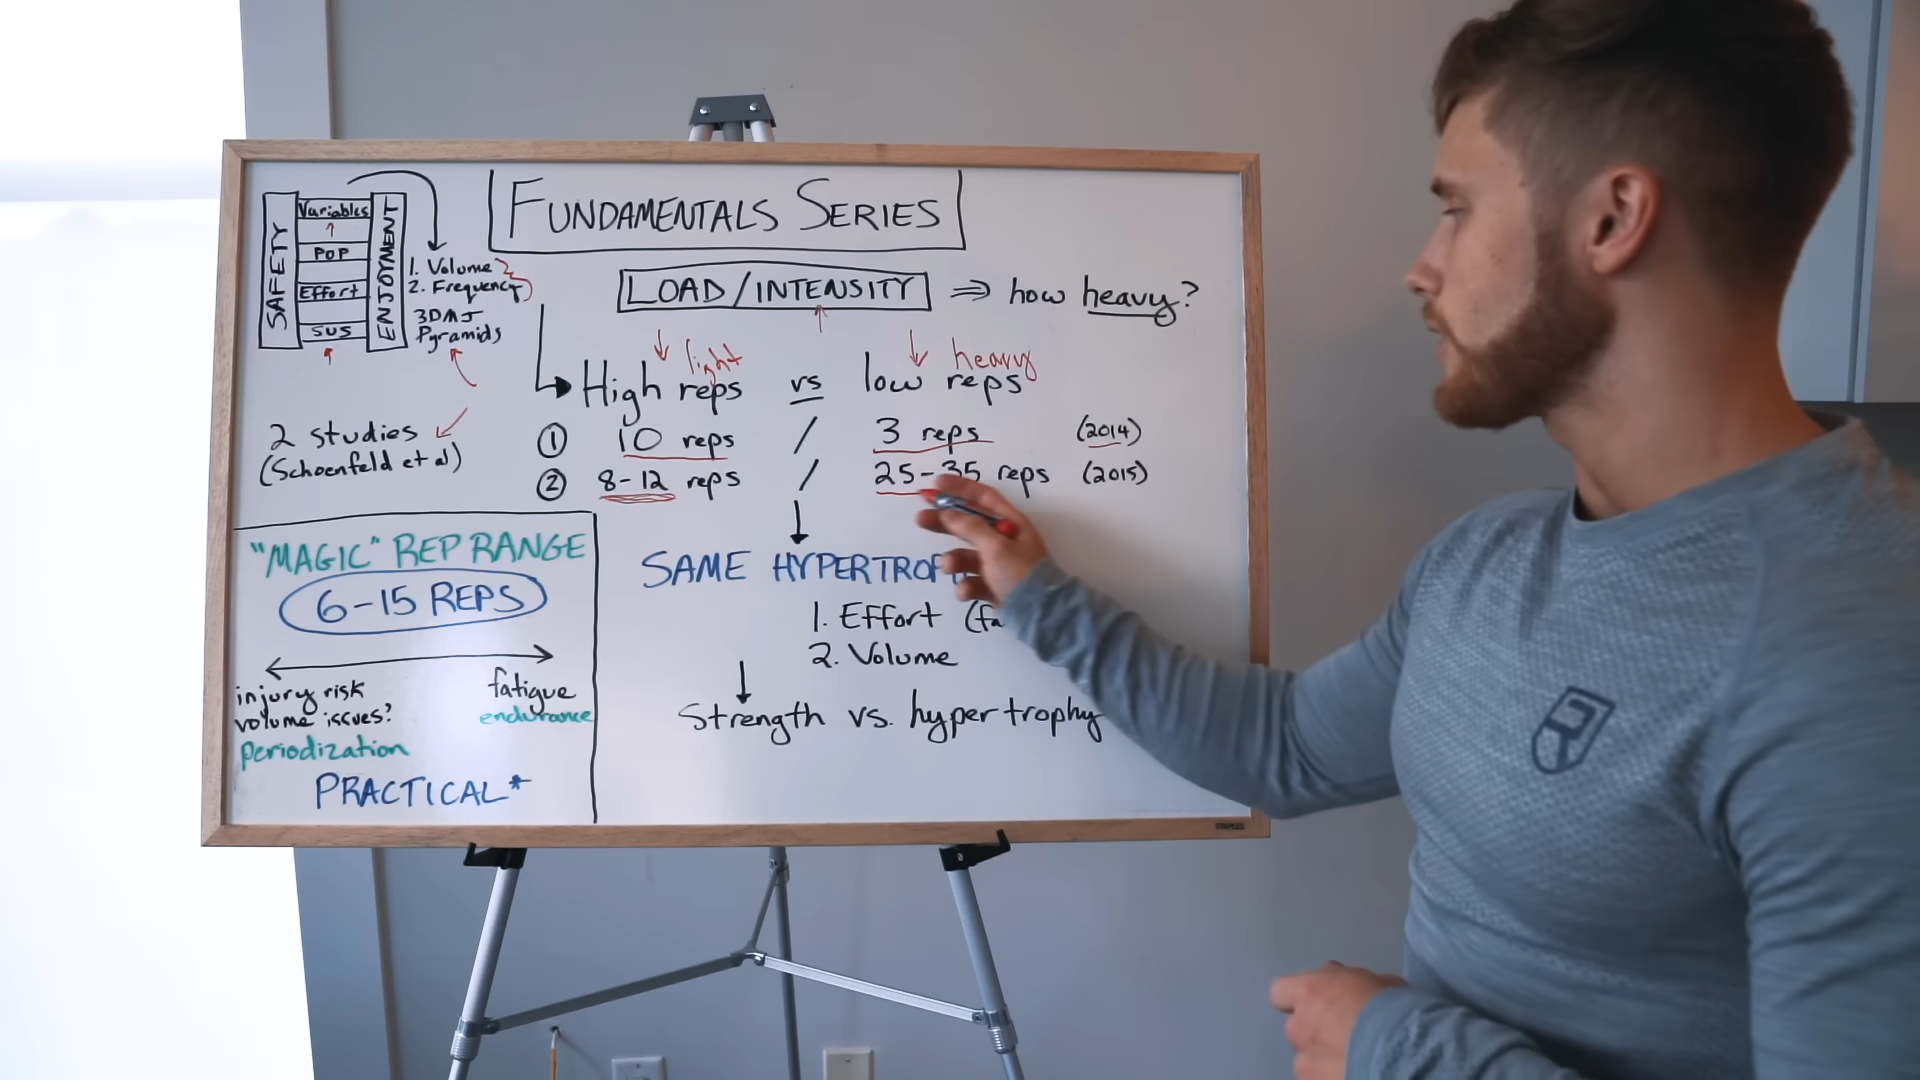 FUNDAMENTALS SERIES
SAFETY
Variables
POP
Effort
SUS
ENJOYMENT
1. Volume
2. Frequency
3DMJ
Pyramids
LOAD/INTENSITY ⇒ how heavy?
light
heavy
High reps vs low reps
2 studies
(Schoenfeld et al)
① 10 reps / 3 reps (2014)
② 8-12 reps / 25-35 reps (2015)
SAME
1. Effort
2. Volume
Strength vs. hypertrophy
"MAGIC" REP RANGE
6-15 REPS
injury risk
volume issues?
periodization
fatigue
endurance
PRACTICAL*
STAPLES